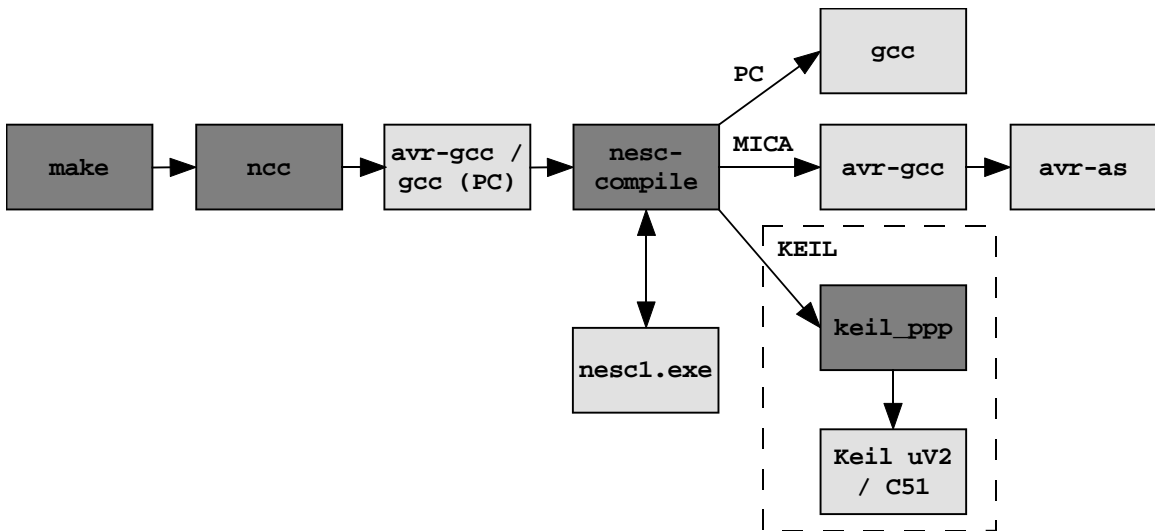 gcc
PC
make
ncc
avr-gcc /
gcc (PC)
nesc-
compile
MICA
avr-gcc
avr-as
KEIL
keil_ppp
nesc1.exe
Keil uV2
/ C51